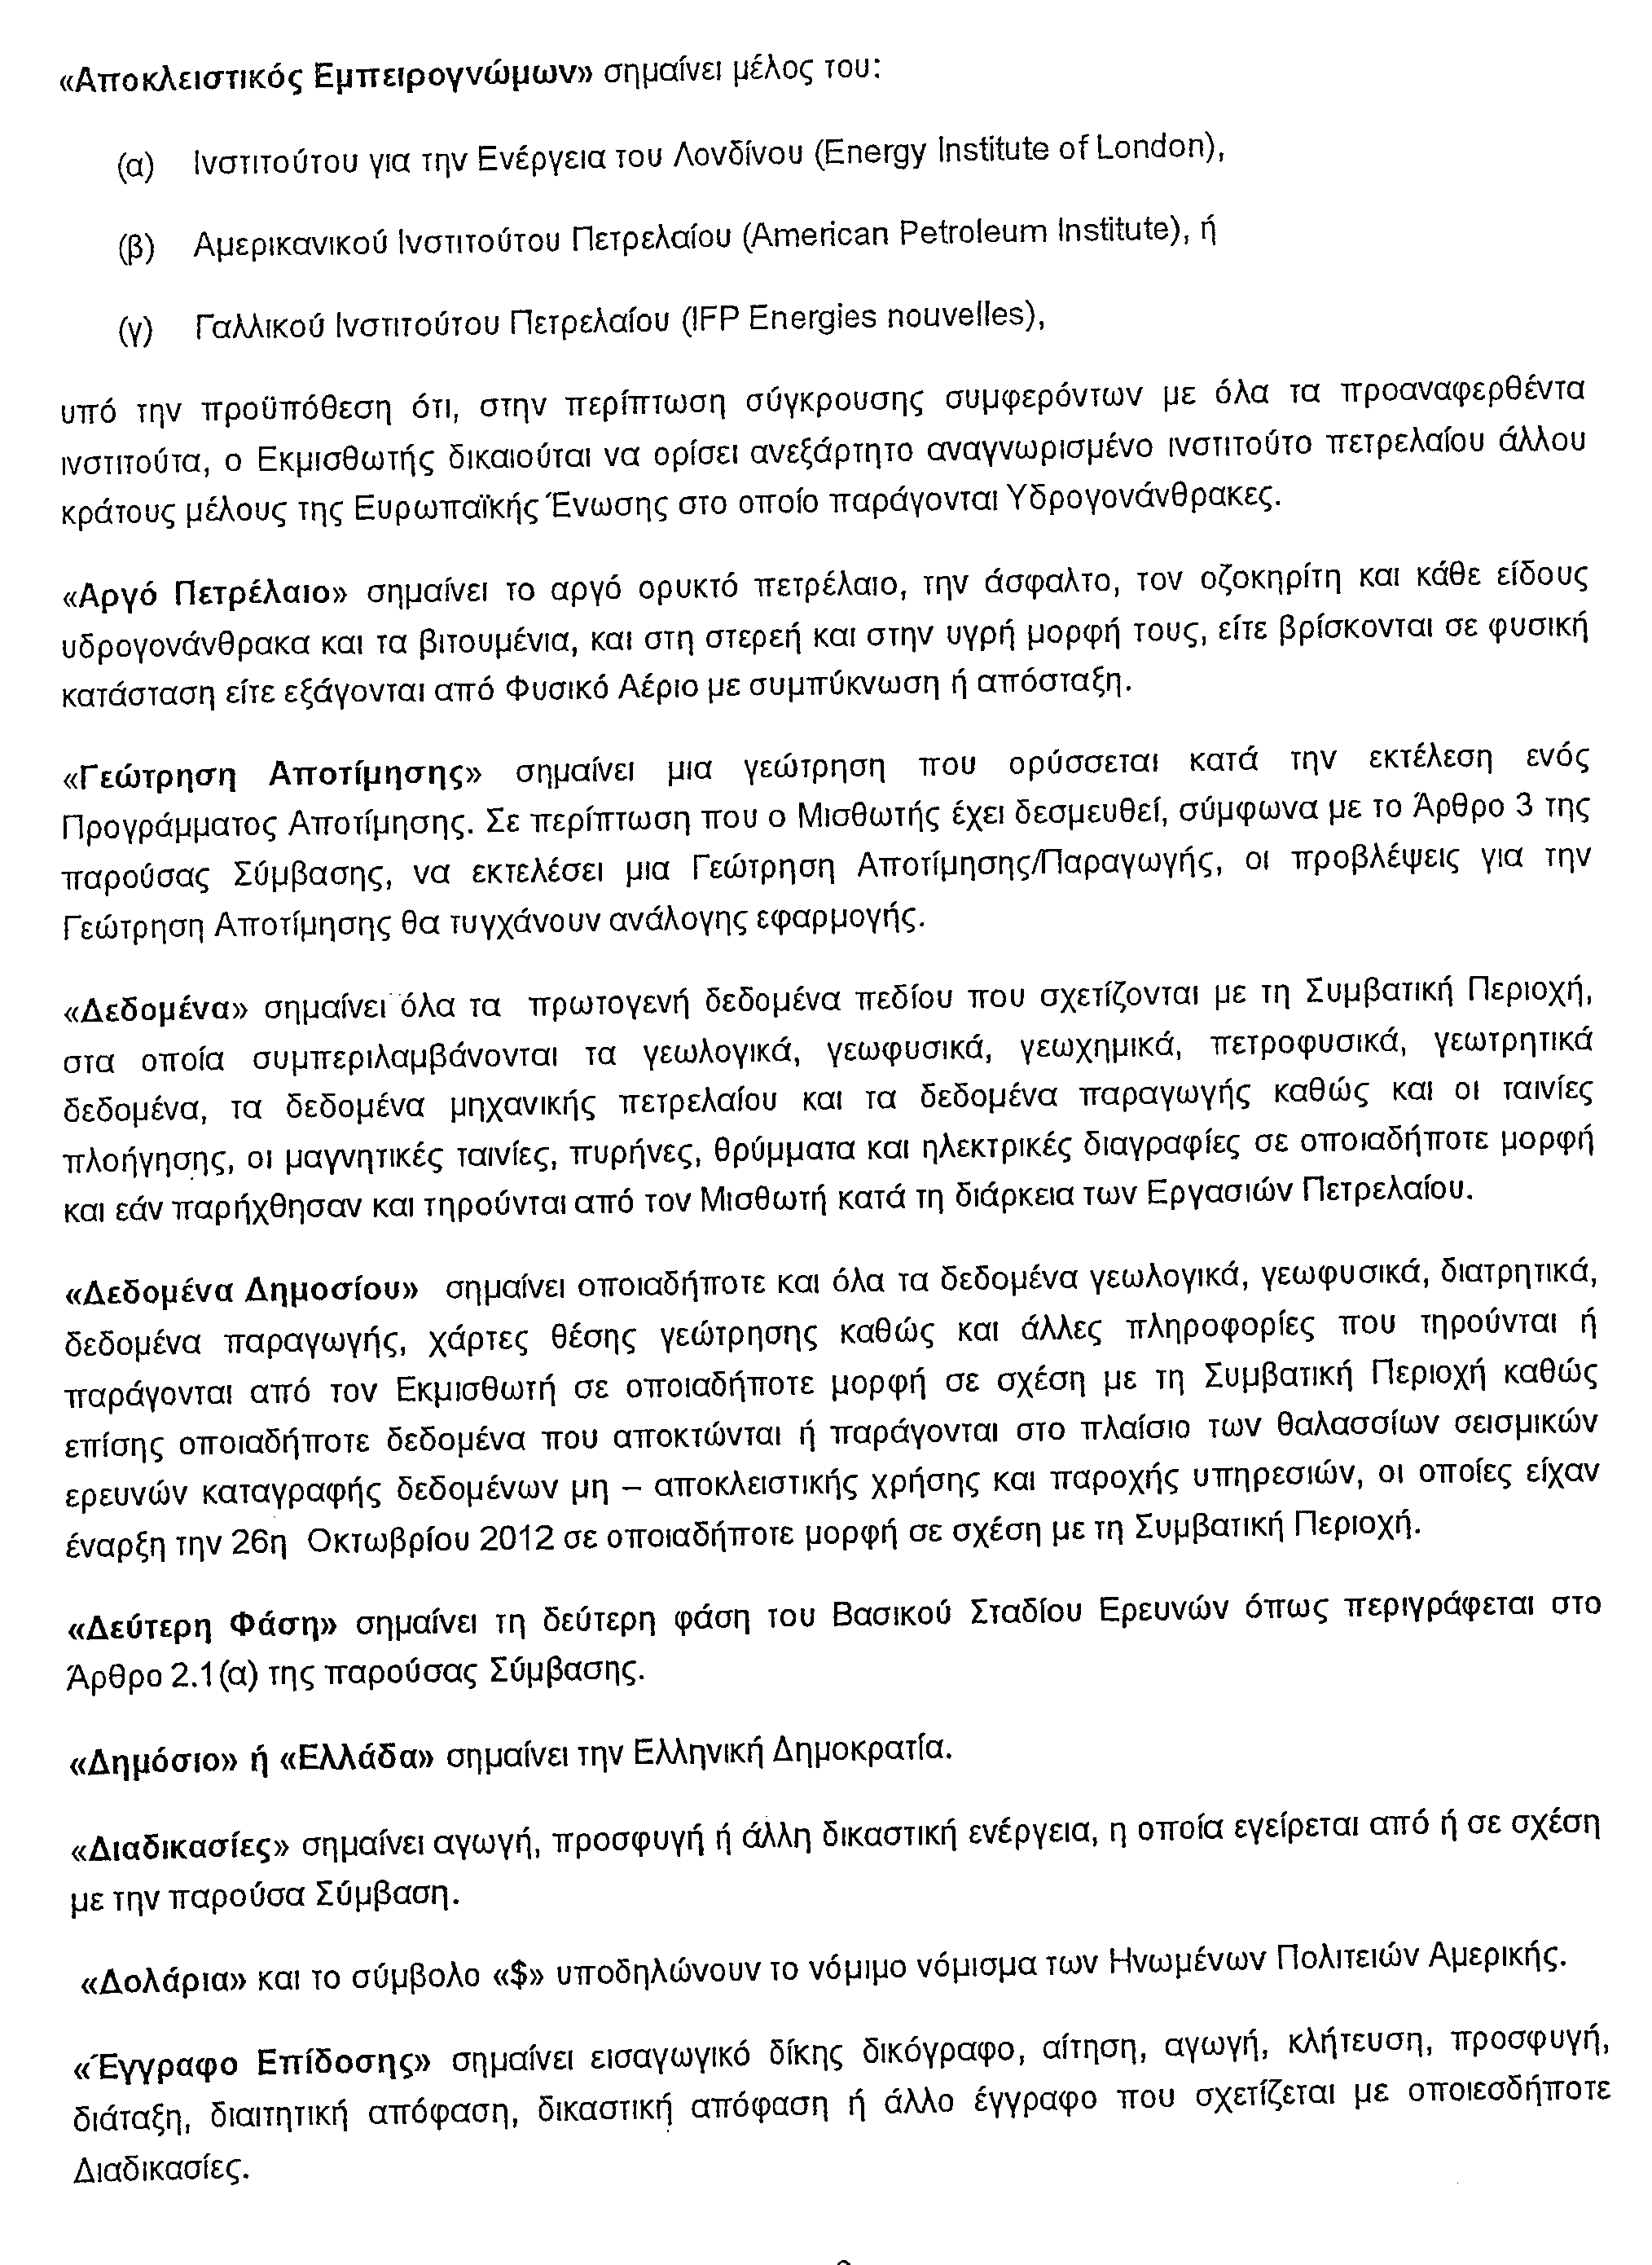 «Αποκλειστικός Εμπειρογνώμων» σημαίνει μέλος του:
(α) Ινστιτούτου για την Ενέργεια του Λονδίνου (Energy Institute of London),
(β) Αμερικανικού Ινστιτούτου Πετρελαίου (American Petroleum Institute), ή
(γ) Γαλλικού Ινστιτούτου Πετρελαίου (IFP Energies nouvelles),
υπό την προϋπόθεση ότι, στην περίπτωση σύγκρουσης συμφερόντων με όλα τα προαναφερθέντα
ινστιτούτα, ο Εκμισθωτής δικαιούται να ορίσει ανεξάρτητο αναγνωρισμένο ινστιτούτο πετρελαίου άλλου
κράτους μέλους της Ευρωπαϊκής Ένωσης στο οποίο παράγονται Υδρογονάνθρακες.
«Αργό Πετρέλαιο» σημαίνει το αργό ορυκτό πετρέλαιο, την άσφαλτο, τον οζοκηρίτη και κάθε είδους
υδρογονάνθρακα και τα βιτουμένια, και στη στερεή και στην υγρή μορφή τους, είτε βρίσκονται σε φυσική
κατάσταση είτε εξάγονται από Φυσικό Αέριο με συμπύκνωση ή απόσταξη.
«Γεώτρηση Αποτίμησης» σημαίνει μια γεώτρηση που ορύσσεται κατά την εκτέλεση ενός
Προγράμματος Αποτίμησης. Σε περίπτωση που ο Μισθωτής έχει δεσμευθεί, σύμφωνα με το Άρθρο 3 της
παρούσας Σύμβασης, να εκτελέσει μια Γεώτρηση Αποτίμησης/Παραγωγής, οι προβλέψεις για την
Γεώτρηση Αποτίμησης θα τυγχάνουν ανάλογης εφαρμογής.
«Δεδομένα» σημαίνει όλα τα πρωτογενή δεδομένα πεδίου που σχετίζονται με τη Συμβατική Περιοχή,
στα οποία συμπεριλαμβάνονται τα γεωλογικά, γεωφυσικά, γεωχημικά, πετροφυσικά, γεωτρητικά
δεδομένα, τα δεδομένα μηχανικής πετρελαίου και τα δεδομένα παραγωγής καθώς και οι ταινίες
πλοήγησης, οι μαγνητικές ταινίες, πυρήνες, θρύμματα και ηλεκτρικές διαγραφίες σε οποιαδήποτε μορφή
και εάν παρήχθησαν και τηρούνται από τον Μισθωτή κατά τη διάρκεια των Εργασιών Πετρελαίου.
«Δεδομένα Δημοσίου» σημαίνει οποιαδήποτε και όλα τα δεδομένα γεωλογικά, γεωφυσικά, διατρητικά,
δεδομένα παραγωγής, χάρτες θέσης γεώτρησης καθώς και άλλες πληροφορίες που τηρούνται ή
παράγονται από τον Εκμισθωτή σε οποιαδήποτε μορφή σε σχέση με τη Συμβατική Περιοχή καθώς
επίσης οποιαδήποτε δεδομένα που αποκτώνται ή παράγονται στο πλαίσιο των θαλασσίων σεισμικών
ερευνών καταγραφής δεδομένων μη – αποκλειστικής χρήσης και παροχής υπηρεσιών, οι οποίες είχαν
έναρξη την 26η Οκτωβρίου 2012 σε οποιαδήποτε μορφή σε σχέση με τη Συμβατική Περιοχή.
«Δεύτερη Φάση» σημαίνει τη δεύτερη φάση του Βασικού Σταδίου Ερευνών όπως περιγράφεται στο
Άρθρο 2.1(α) της παρούσας Σύμβασης.
«Δημόσιο» ή «Ελλάδα» σημαίνει την Ελληνική Δημοκρατία.
«Διαδικασίες» σημαίνει αγωγή, προσφυγή ή άλλη δικαστική ενέργεια, η οποία εγείρεται από ή σε σχέση
με την παρούσα Σύμβαση.
«Δολάρια» και το σύμβολο «$» υποδηλώνουν το νόμιμο νόμισμα των Ηνωμένων Πολιτειών Αμερικής.
«Έγγραφο Επίδοσης» σημαίνει εισαγωγικό δίκης δικόγραφο, αίτηση, αγωγή, κλήτευση, προσφυγή,
διάταξη, διαιτητική απόφαση, δικαστική απόφαση ή άλλο έγγραφο που σχετίζεται με οποιεσδήποτε
Διαδικασίες.